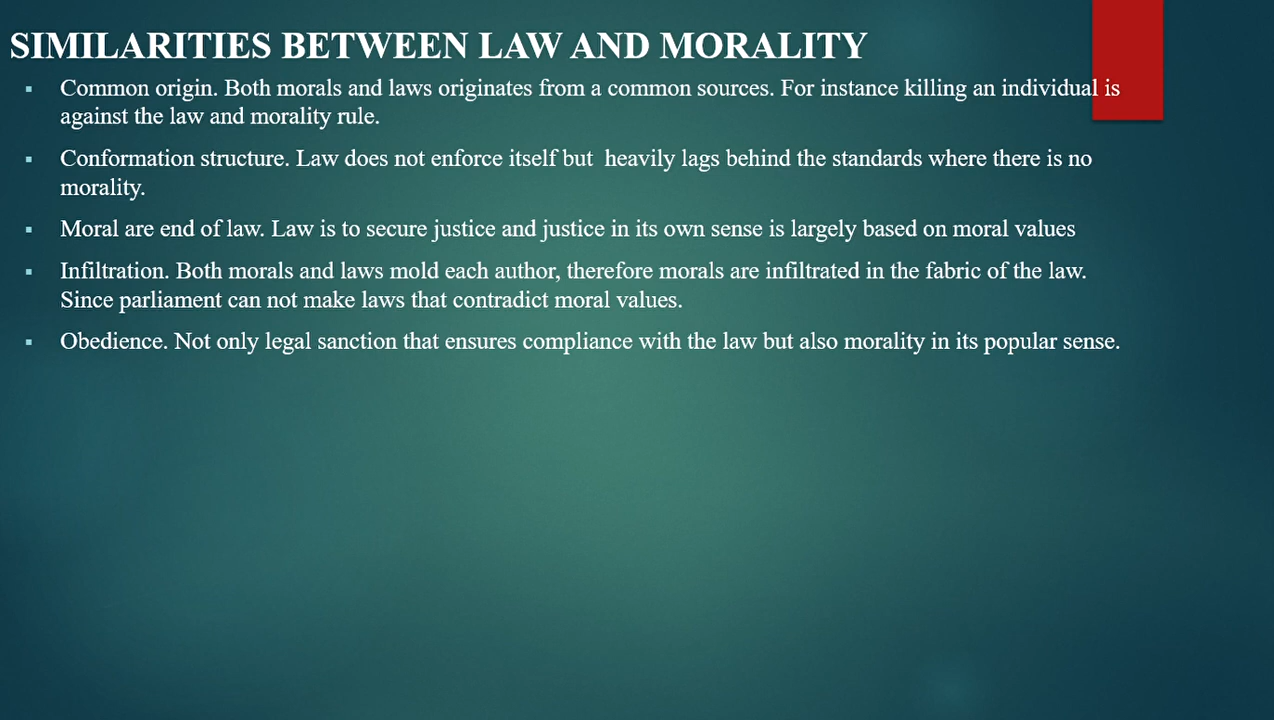 SIMILARITIES BETWEEN LAW AND MORALITY
▪ Common origin. Both morals and laws originates from a common sources. For instance killing an individual is
against the law and morality rule.
▪ Conformation structure. Law does not enforce itself but  heavily lags behind the standards where there is no
morality.
▪ Moral are end of law. Law is to secure justice and justice in its own sense is largely based on moral values
▪ Infiltration. Both morals and laws mold each author, therefore morals are infiltrated in the fabric of the law.
Since parliament can not make laws that contradict moral values.
▪ Obedience. Not only legal sanction that ensures compliance with the law but also morality in its popular sense.